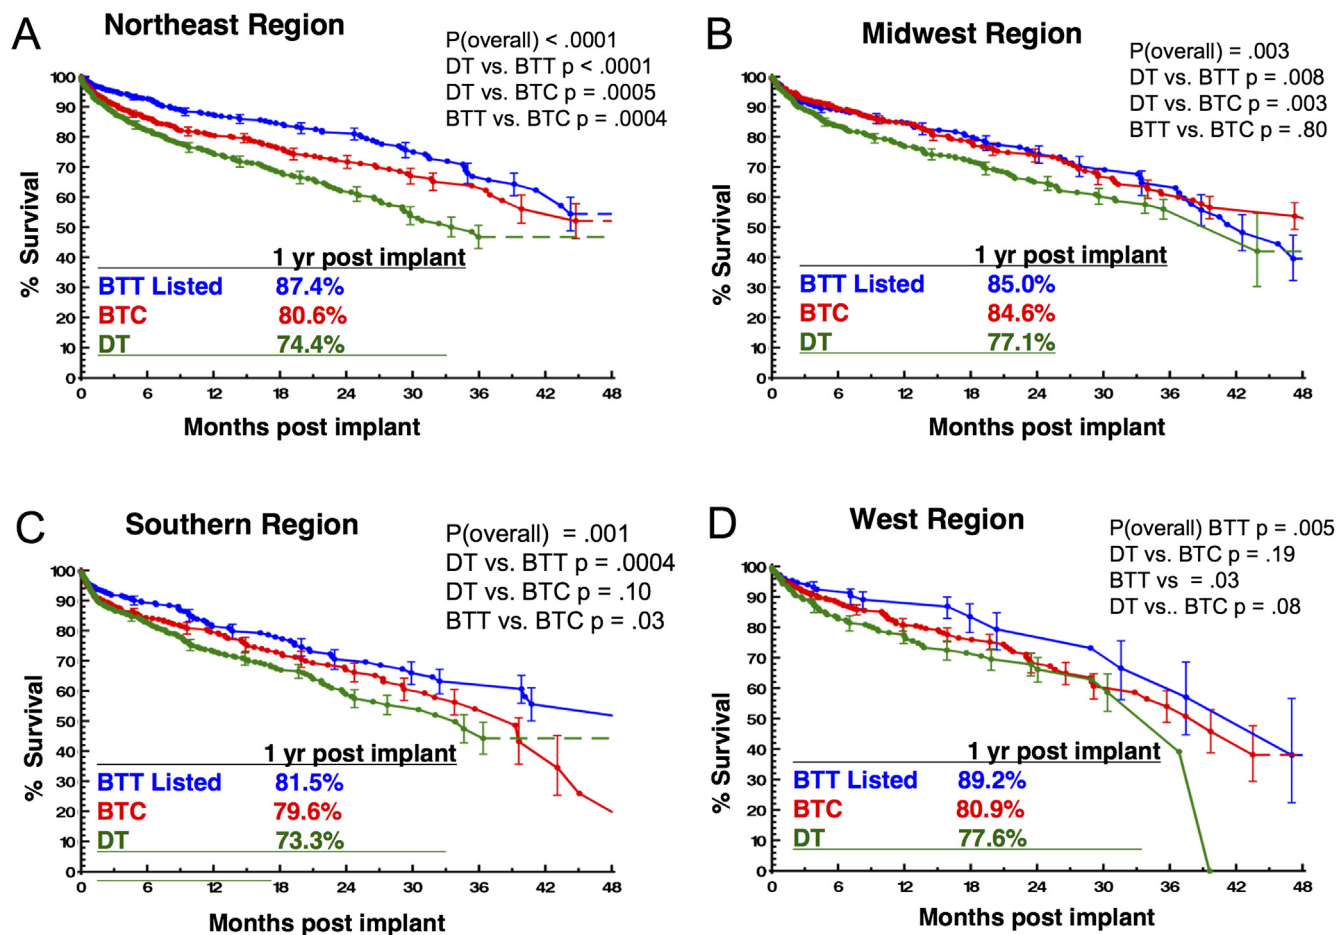 A
Northeast Region
P(overall) < .0001
DT vs. BTT p < .0001
DT vs. BTC p = .0005
BTT vs. BTC p = .0004
% Survival
100
90
80
70
60
50
40
30
20
10
0
1 yr post implant
BTT Listed 87.4%
BTC 80.6%
DT 74.4%
0 6 12 18 24 30 36 42 48
Months post implant
B
Midwest Region
P(overall) = .003
DT vs. BTT p = .008
DT vs. BTC p = .003
BTT vs. BTC p = .80
% Survival
100
90
80
70
60
50
40
30
20
10
0
1 yr post implant
BTT Listed 85.0%
BTC 84.6%
DT 77.1%
0 6 12 18 24 30 36 42 48
Months post implant
C
Southern Region
P(overall) = .001
DT vs. BTT p = .0004
DT vs. BTC p = .10
BTT vs. BTC p = .03
% Survival
100
90
80
70
60
50
40
30
20
10
0
1 yr post implant
BTT Listed 81.5%
BTC 79.6%
DT 73.3%
0 6 12 18 24 30 36 42 48
Months post implant
D
West Region
P(overall) BTT p = .005
DT vs. BTC p = .19
BTT vs = .03
DT vs.. BTC p = .08
% Survival
100
90
80
70
60
50
40
30
20
10
0
1 yr post implant
BTT Listed 89.2%
BTC 80.9%
DT 77.6%
0 6 12 18 24 30 36 42 48
Months post implant